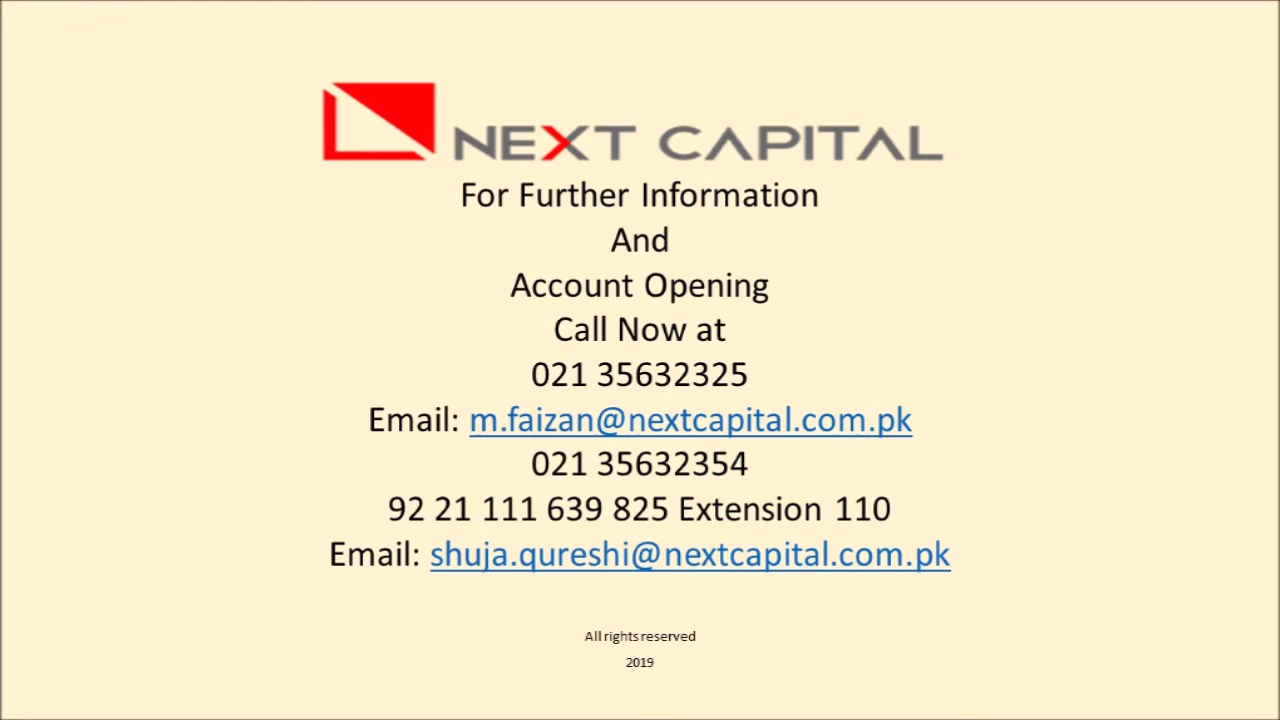 NEXT CAPITAL
For Further Information
And
Account Opening
Call Now at
021 35632325
Email: m.faizan@nextcapital.com.pk
021 35632354
92 21 111 639 825 Extension 110
Email: shuja.qureshi@nextcapital.com.pk
All rights reserved
2019